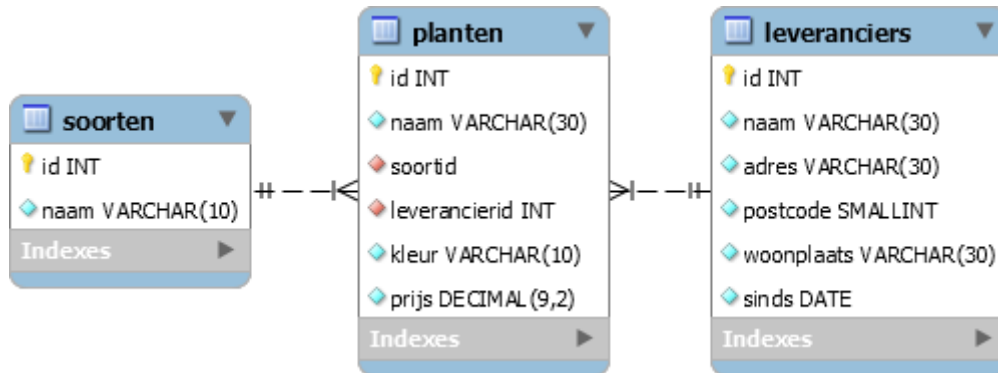 soorten
id INT
naam VARCHAR(10)
Indexes
planten
id INT
naam VARCHAR(30)
soortid
leverancierid INT
kleur VARCHAR(10)
prijs DECIMAL(9,2)
Indexes
leveranciers
id INT
naam VARCHAR(30)
adres VARCHAR(30)
postcode SMALLINT
woonplaats VARCHAR(30)
sinds DATE
Indexes